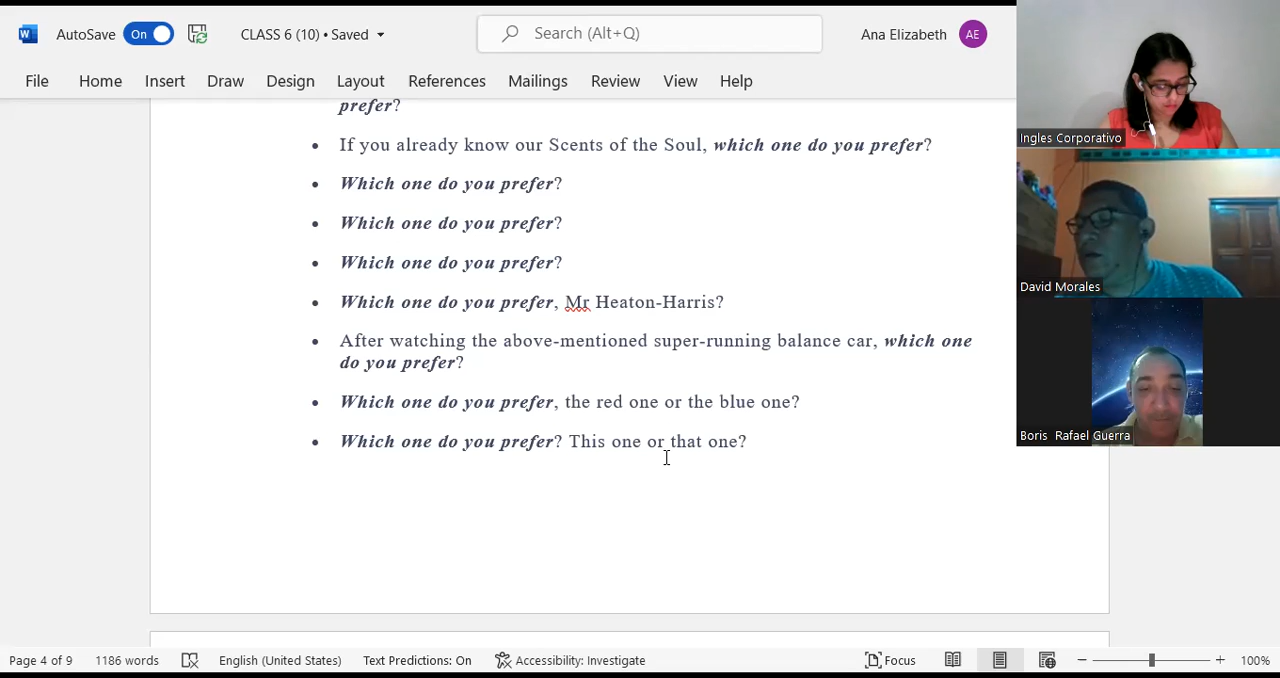 AutoSave On CLASS 6 (10) • Saved Search (Alt+Q) Ana Elizabeth AE
File Home Insert Draw Design Layout References Mailings Review View Help
prefer?
• If you already know our Scents of the Soul, which one do you prefer?
• Which one do you prefer?
• Which one do you prefer?
• Which one do you prefer?
• Which one do you prefer, Mr Heaton-Harris?
• After watching the above-mentioned super-running balance car, which one
do you prefer?
• Which one do you prefer, the red one or the blue one?
• Which one do you prefer? This one or that one?
Ingles Corporativo
David Morales
Boris Rafael Guerra
Page 4 of 9 1186 words English (United States) Text Predictions: On Accessibility: Investigate Focus 100%